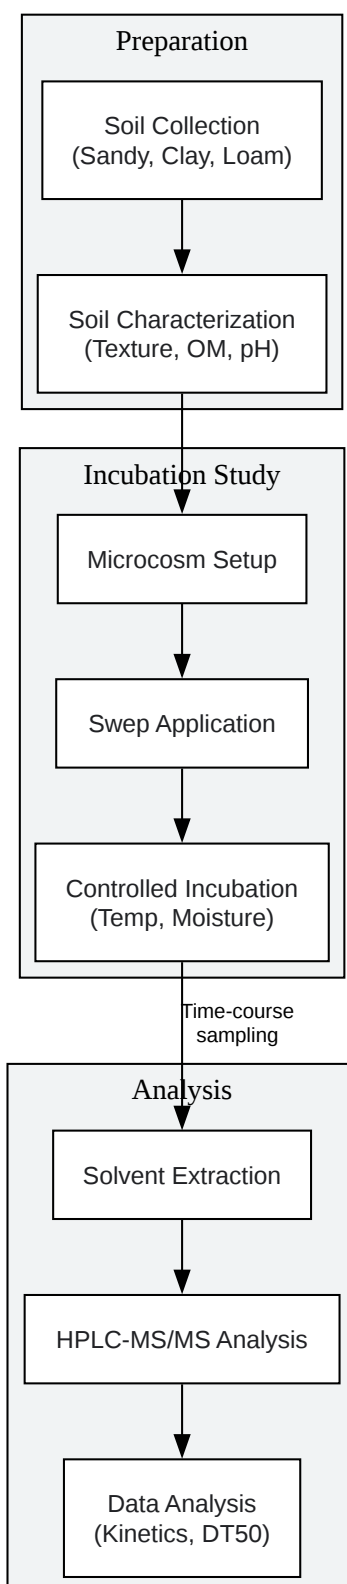 Preparation
Soil Collection
(Sandy, Clay, Loam)
Soil Characterization
(Texture, OM, pH)
Incubation Study
Microcosm Setup
Swep Application
Controlled Incubation
(Temp, Moisture)
Time-course
sampling
Analysis
Solvent Extraction
HPLC-MS/MS Analysis
Data Analysis
(Kinetics, DT50)